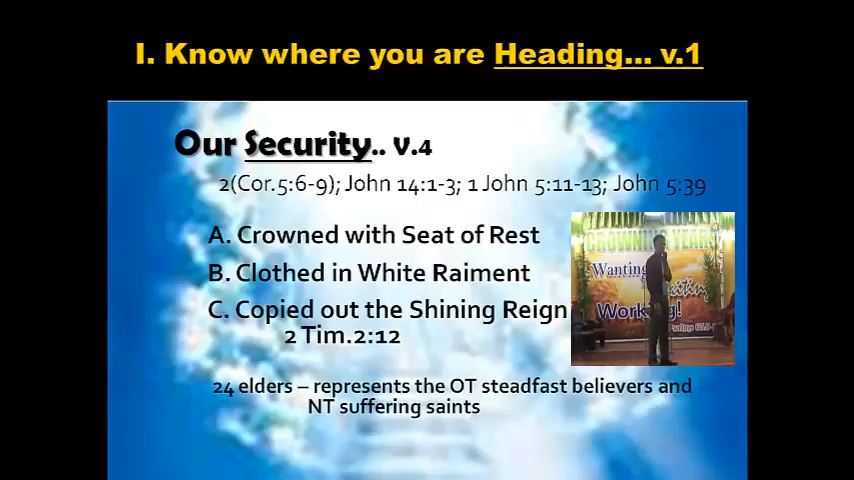 I. Know where you are Heading... v.1
Our Security.. v.4
2(Cor.5:6-9); John 14:1-3; 1 John 5:11-13; John 5:39
A. Crowned with Seat of Rest
B. Clothed in White Raiment
C. Copied out the Shining Reign
2 Tim.2:12
24 elders – represents the OT steadfast believers and
NT suffering saints
CROWNING YEARS
Wanting
Work !